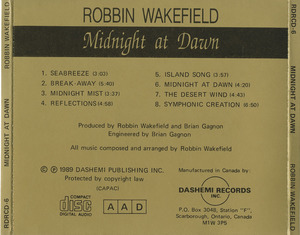 ROBBIN WAKEFIELD
Midnight at Dawn
1. SEABREEZE (3:03)
2. BREAK-AWAY (5:40)
3. MIDNIGHT MIST (3:37)
4. REFLECTIONS (4:58)
5. ISLAND SONG (3:57)
6. MIDNIGHT AT DAWN (4:20)
7. THE DESERT WIND (4:43)
8. SYMPHONIC CREATION (6:50)
Produced by Robbin Wakefield and Brian Gagnon
Engineered by Brian Gagnon
All music composed and arranged by Robbin Wakefield
© ℗ 1989 DASHEMI PUBLISHING INC.
Protected by copyright law
(CAPAC)
COMPACT
disc
DIGITAL AUDIO
A A D
Manufactured in Canada by:
DASHEMI RECORDS
INC.
P.O. Box 2048, Station "F",
Scarborough, Ontario, Canada
M1W 3P5
ROBBIN WAKEFIELD
MIDNIGHT AT DAWN
RDRCD-6
ROBBIN WAKEFIELD
MIDNIGHT AT DAWN
RDRCD-6